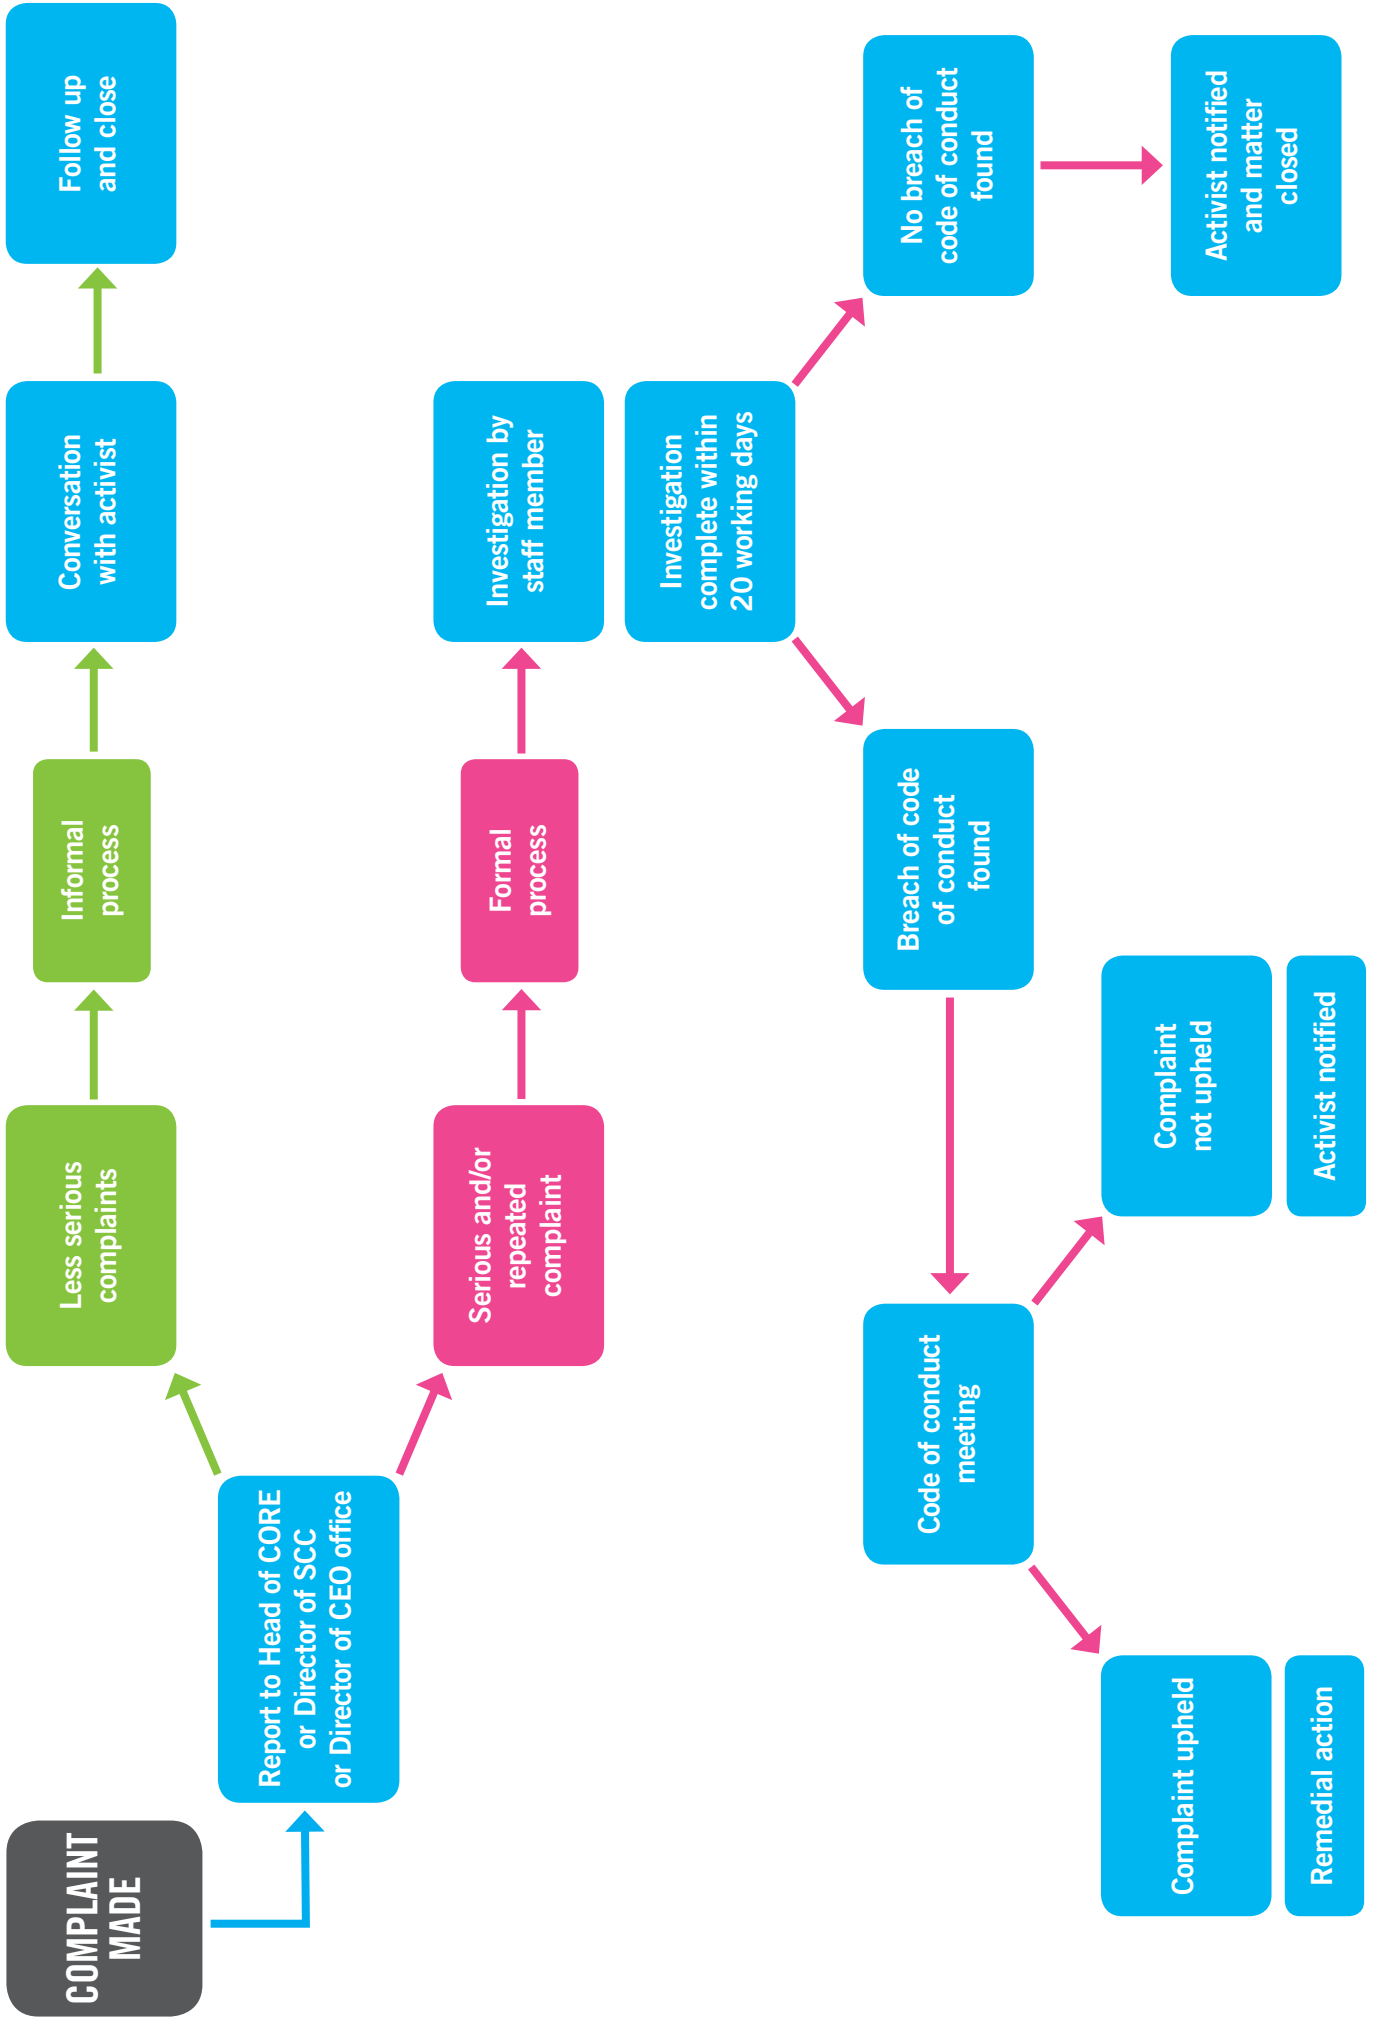 COMPLAINT
MADE
Report to Head of CORE
or Director of SCC
or Director of CEO office
Less serious
complaints
Informal
process
Conversation
with activist
Follow up
and close
Serious and/or
repeated
complaint
Formal
process
Investigation by
staff member
Investigation
complete within
20 working days
No breach of
code of conduct
found
Activist notified
and matter
closed
Breach of code
of conduct
found
Code of conduct
meeting
Complaint
not upheld
Activist notified
Complaint upheld
Remedial action